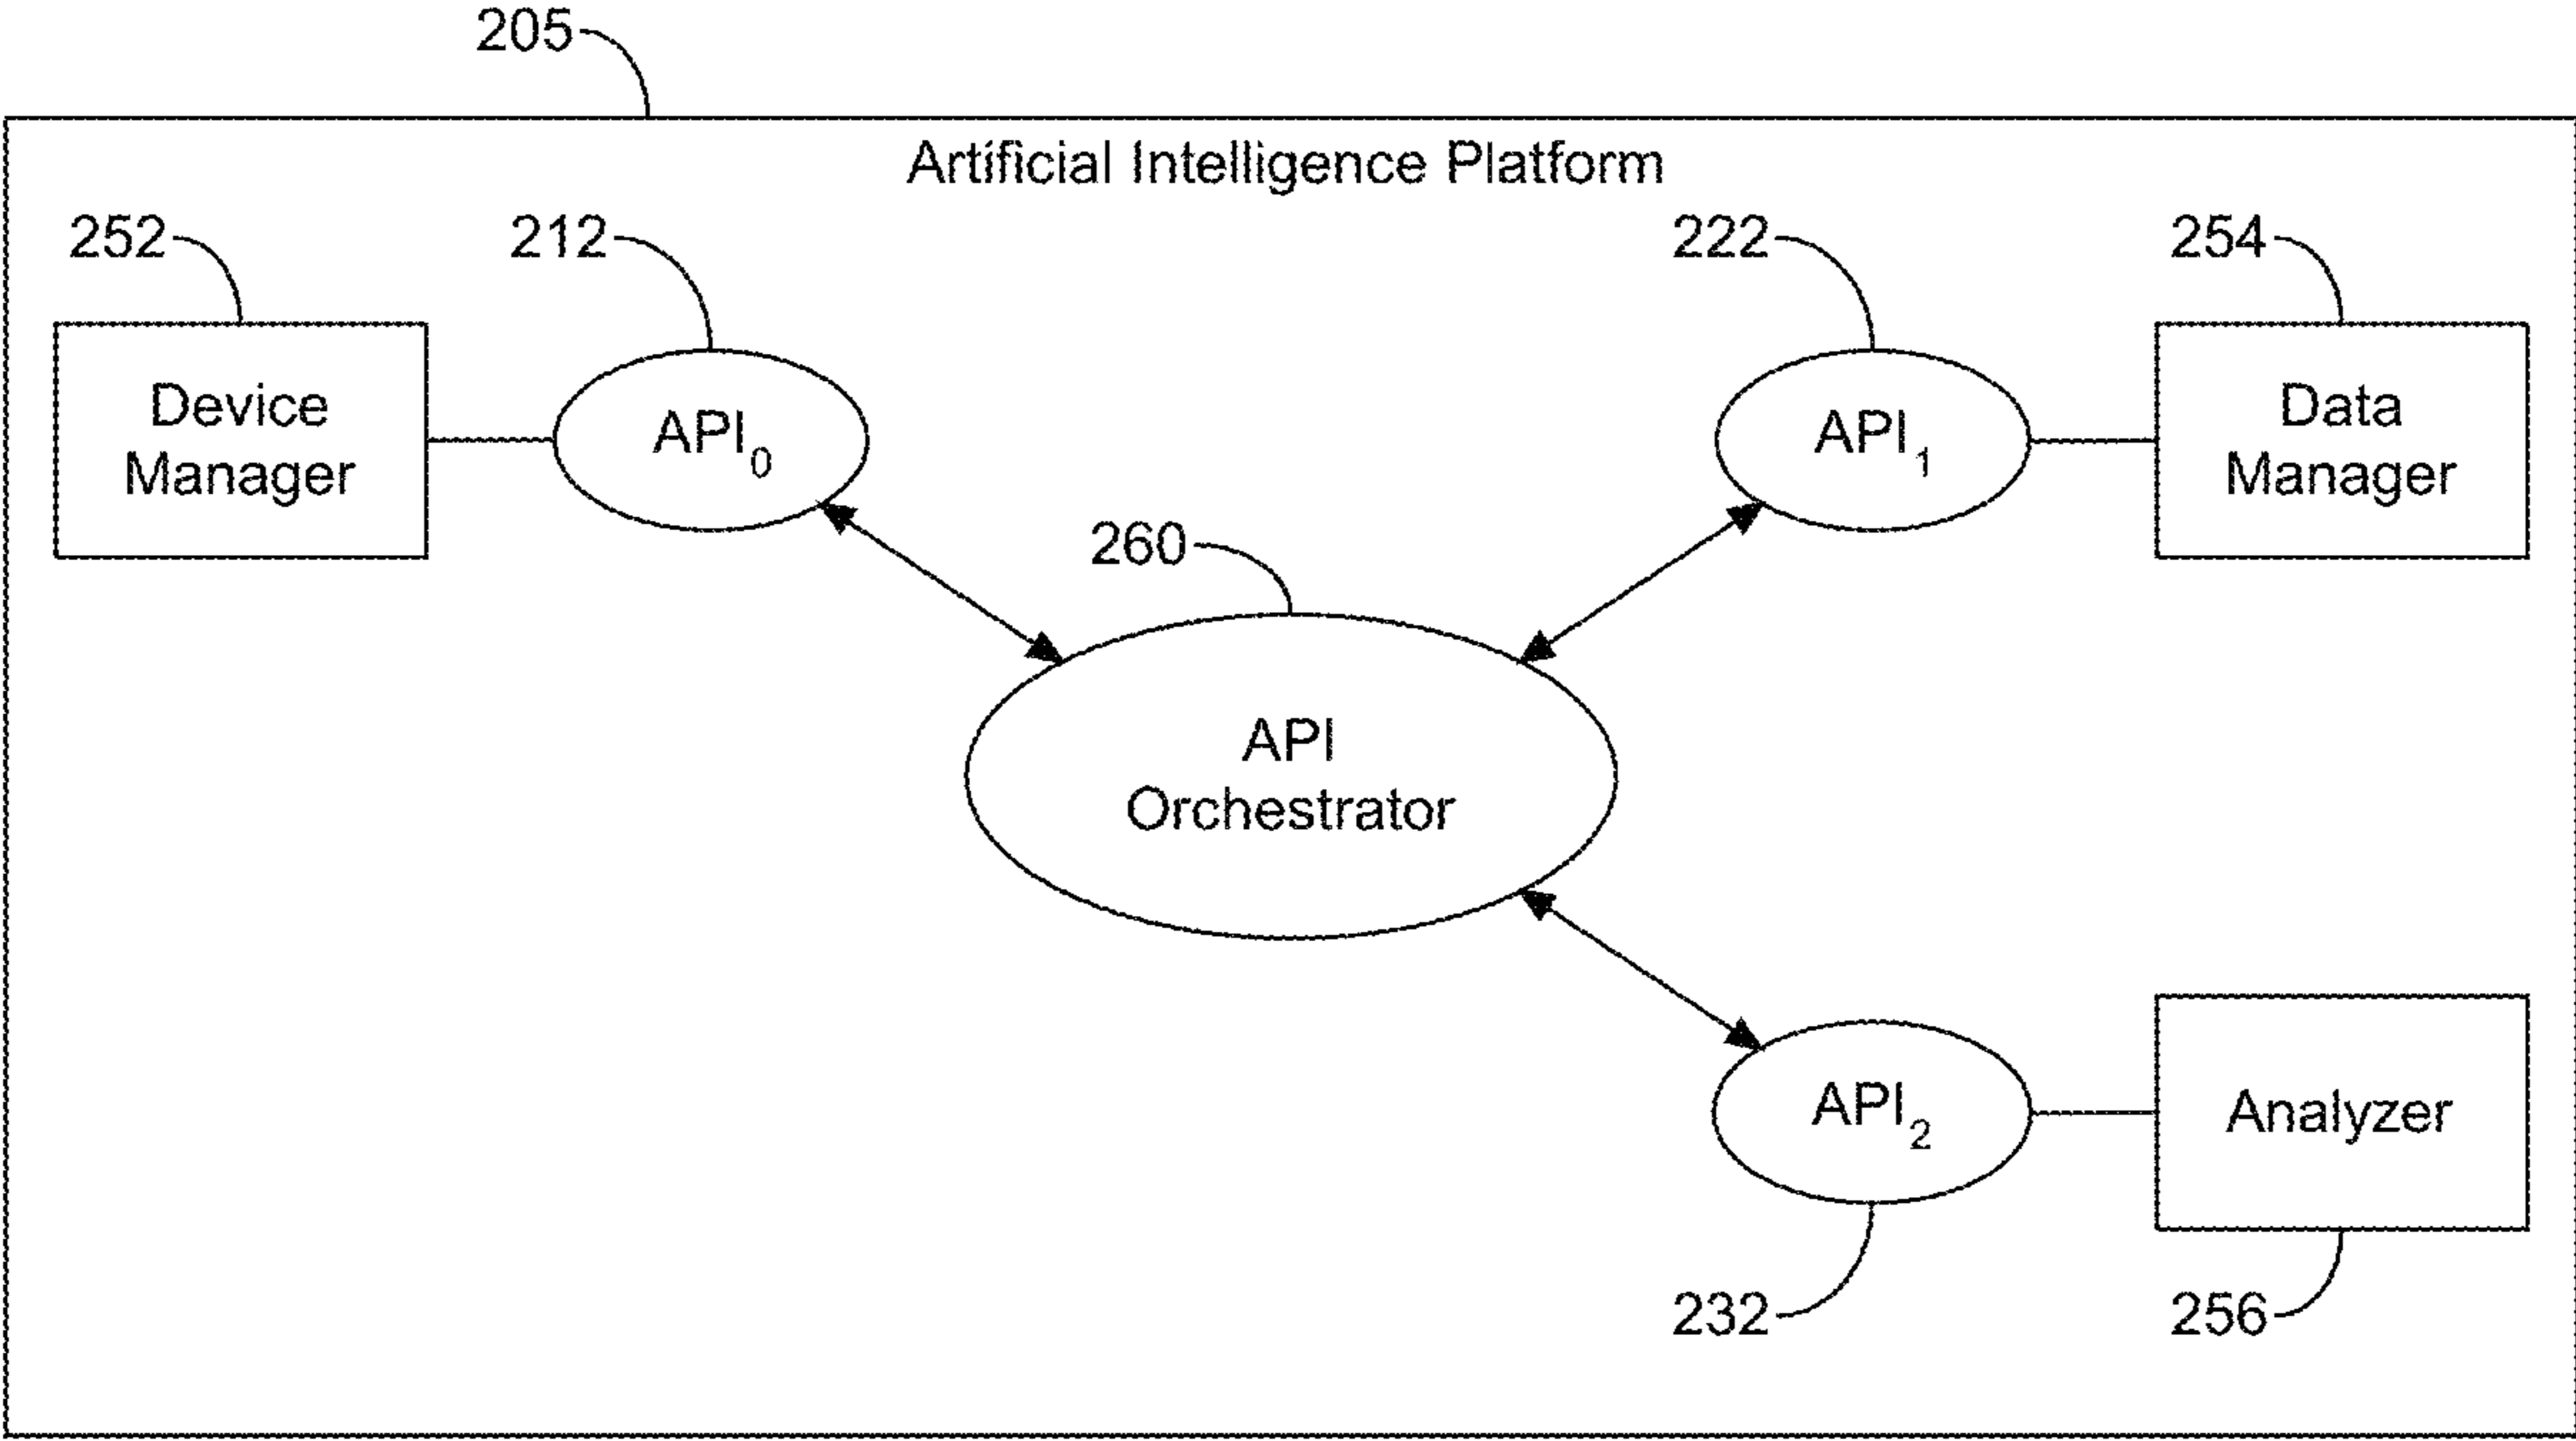 205
Artificial Intelligence Platform
252
212
222
254
Device
Manager
API0
API1
Data
Manager
260
API
Orchestrator
API2
Analyzer
232
256